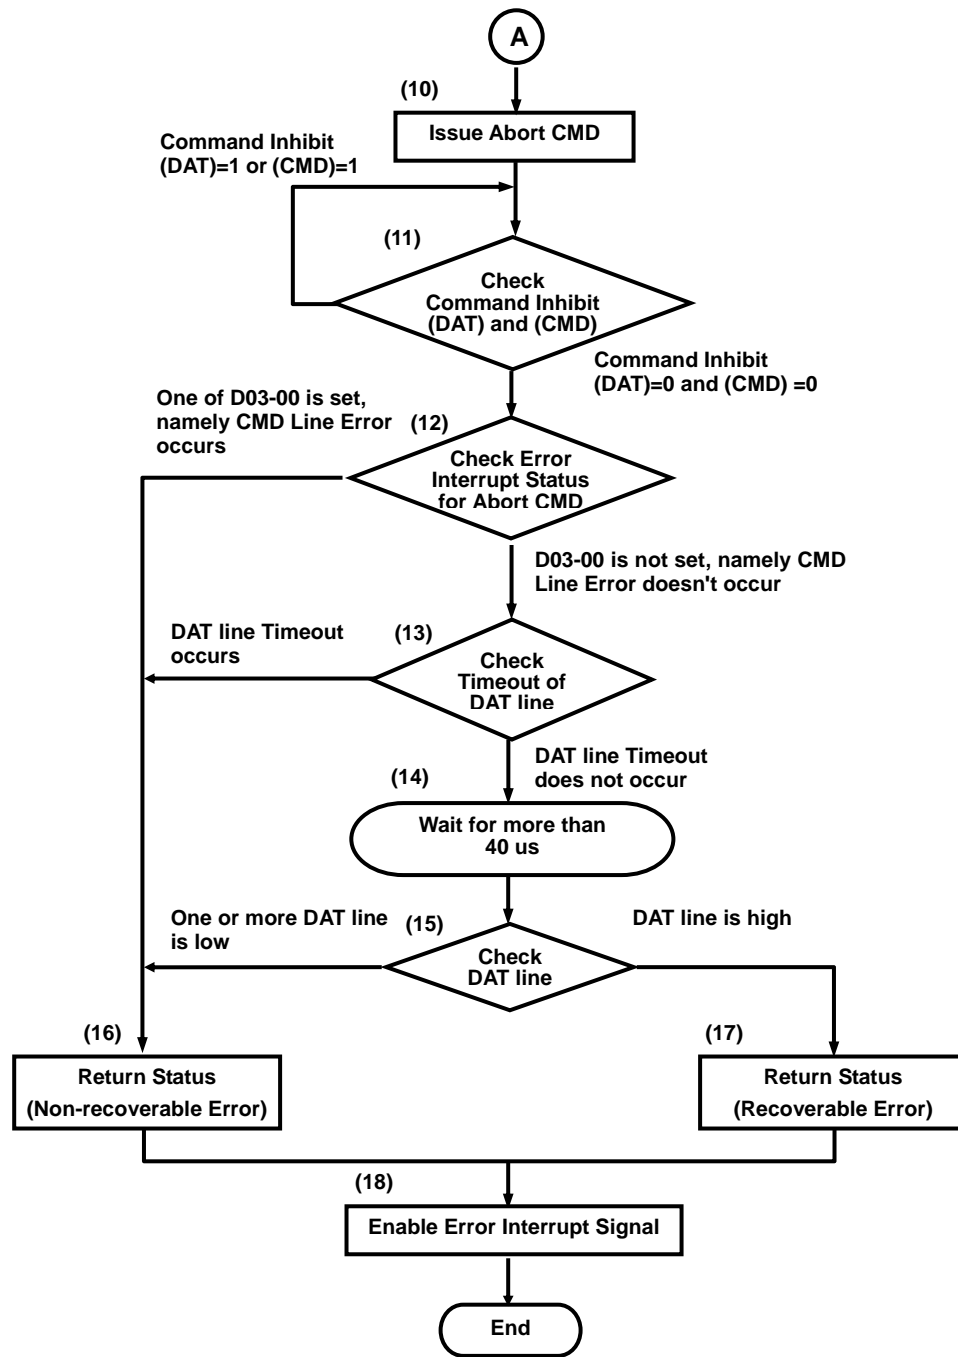 A
(10)
Issue Abort CMD
Command Inhibit
(DAT)=1 or (CMD)=1
(11)
Check
Command Inhibit
(DAT) and (CMD)
Command Inhibit
(DAT)=0 and (CMD) =0
One of D03-00 is set,
namely CMD Line Error
occurs
(12)
Check Error
Interrupt Status
for Abort CMD
D03-00 is not set, namely CMD
Line Error doesn't occur
DAT line Timeout
occurs
(13)
Check
Timeout of
DAT line
DAT line Timeout
does not occur
(14)
Wait for more than
40 us
One or more DAT line
is low
(15)
DAT line is high
Check
DAT line
(16)
Return Status
(Non-recoverable Error)
(17)
Return Status
(Recoverable Error)
(18)
Enable Error Interrupt Signal
End